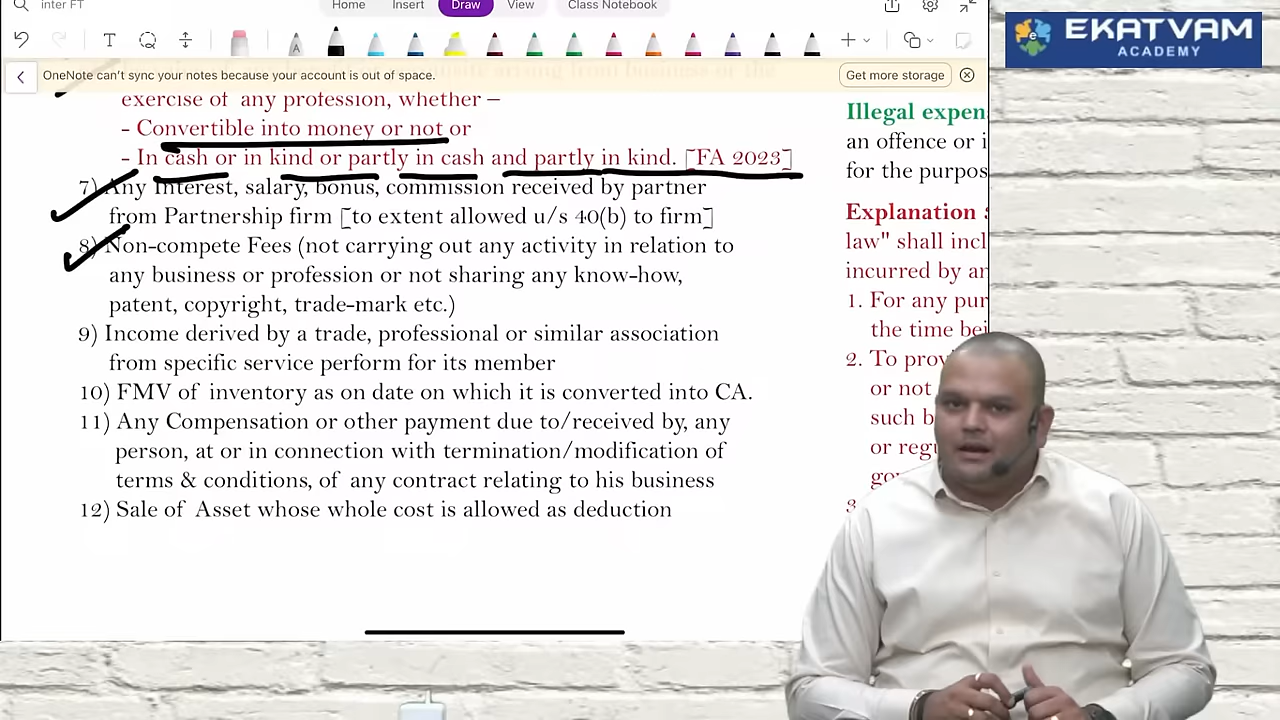 inter FT
Home Insert Draw View Class Notebook
OneNote can't sync your notes because your account is out of space.
Get more storage
EKATVAM
ACADEMY
exercise of any profession, whether –
- Convertible into money or not or
- In cash or in kind or partly in cash and partly in kind. [FA 2023]
7) Any Interest, salary, bonus, commission received by partner
from Partnership firm [to extent allowed u/s 40(b) to firm]
8) Non-compete Fees (not carrying out any activity in relation to
any business or profession or not sharing any know-how,
patent, copyright, trade-mark etc.)
9) Income derived by a trade, professional or similar association
from specific service perform for its member
10) FMV of inventory as on date on which it is converted into CA.
11) Any Compensation or other payment due to/received by, any
person, at or in connection with termination/modification of
terms & conditions, of any contract relating to his business
12) Sale of Asset whose whole cost is allowed as deduction
Illegal expen
an offence or i
for the purpos
Explanation
law" shall incl
incurred by an
1. For any pur
the time bei
2. To prov
or not
such b
or regu
go
3